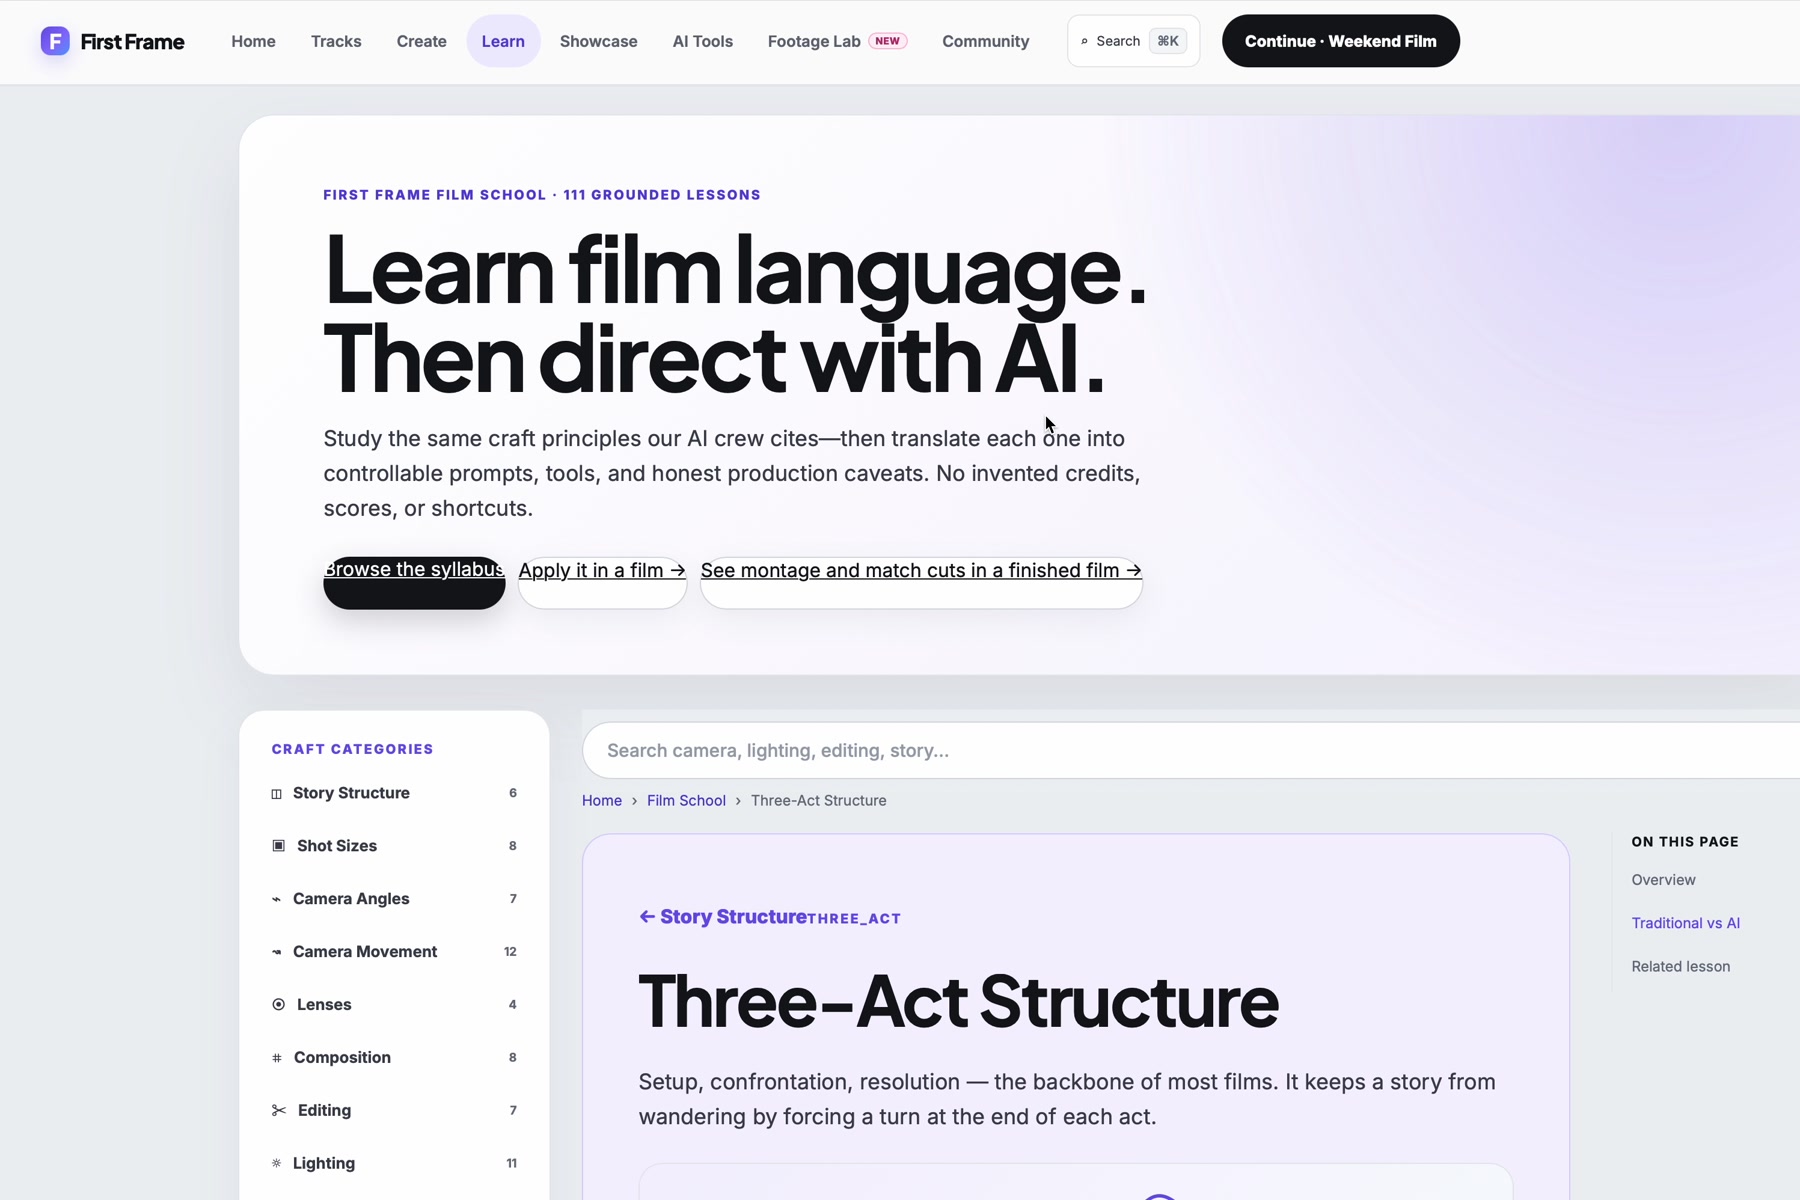 F First Frame
Home
Tracks
Create
Learn
Showcase
AI Tools
Footage Lab NEW
Community
Search ⌘K
Continue · Weekend Film
FIRST FRAME FILM SCHOOL · 111 GROUNDED LESSONS
Learn film language.
Then direct with AI.
Study the same craft principles our AI crew cites—then translate each one into
controllable prompts, tools, and honest production caveats. No invented credits,
scores, or shortcuts.
Browse the syllabus
Apply it in a film →
See montage and match cuts in a finished film →
CRAFT CATEGORIES
Story Structure 6
Shot Sizes 8
Camera Angles 7
Camera Movement 12
Lenses 4
Composition 8
Editing 7
Lighting 11
Search camera, lighting, editing, story...
Home › Film School › Three-Act Structure
← Story Structure THREE_ACT
Three-Act Structure
Setup, confrontation, resolution — the backbone of most films. It keeps a story from
wandering by forcing a turn at the end of each act.
ON THIS PAGE
Overview
Traditional vs AI
Related lesson